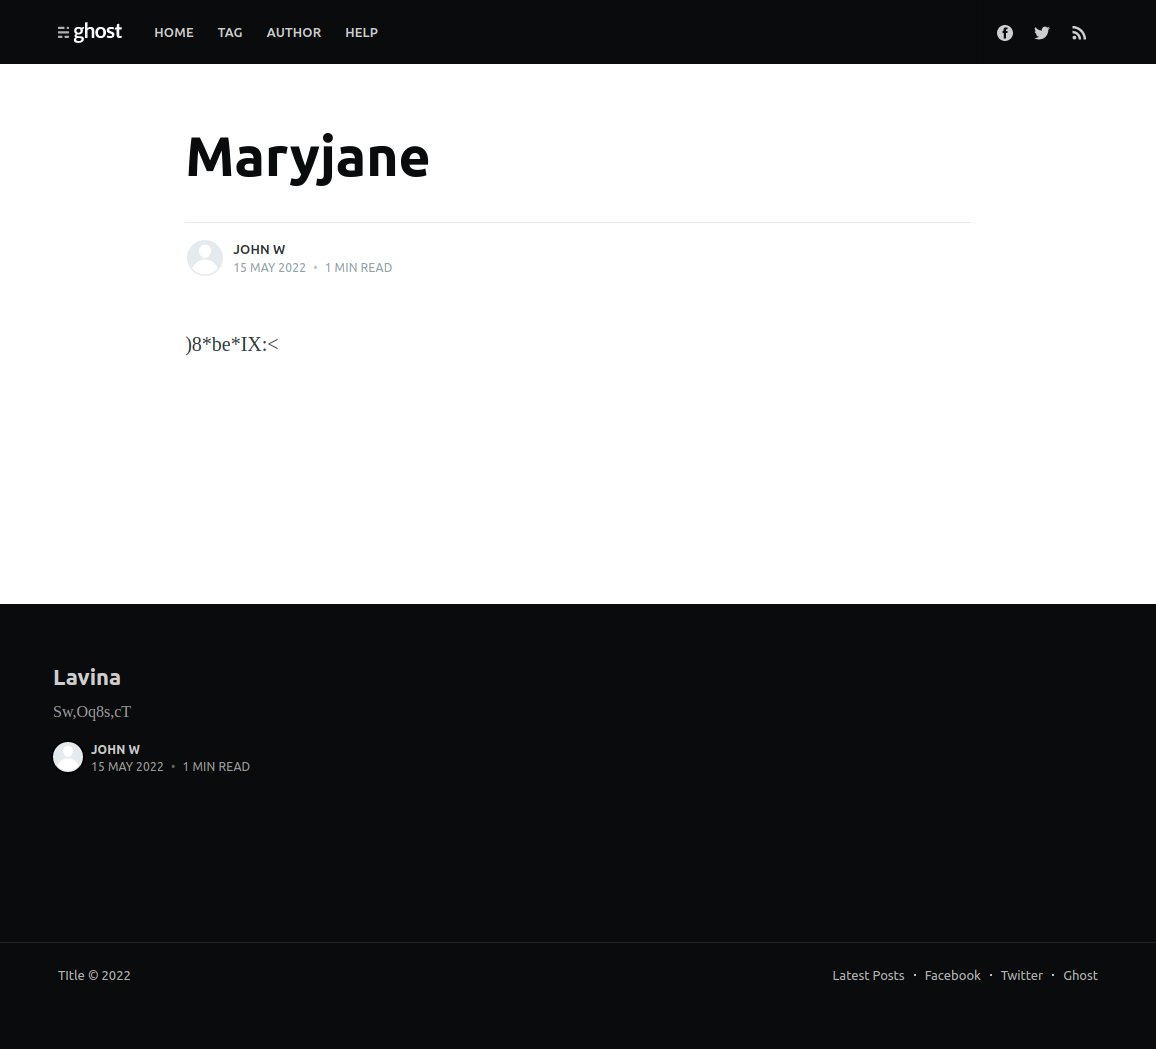 ghost HOME TAG AUTHOR HELP
Maryjane
JOHN W
15 MAY 2022 • 1 MIN READ
)8*be*IX:<
Lavina
Sw,Oq8s,cT
JOHN W
15 MAY 2022 • 1 MIN READ
TItle © 2022
Latest Posts • Facebook • Twitter • Ghost